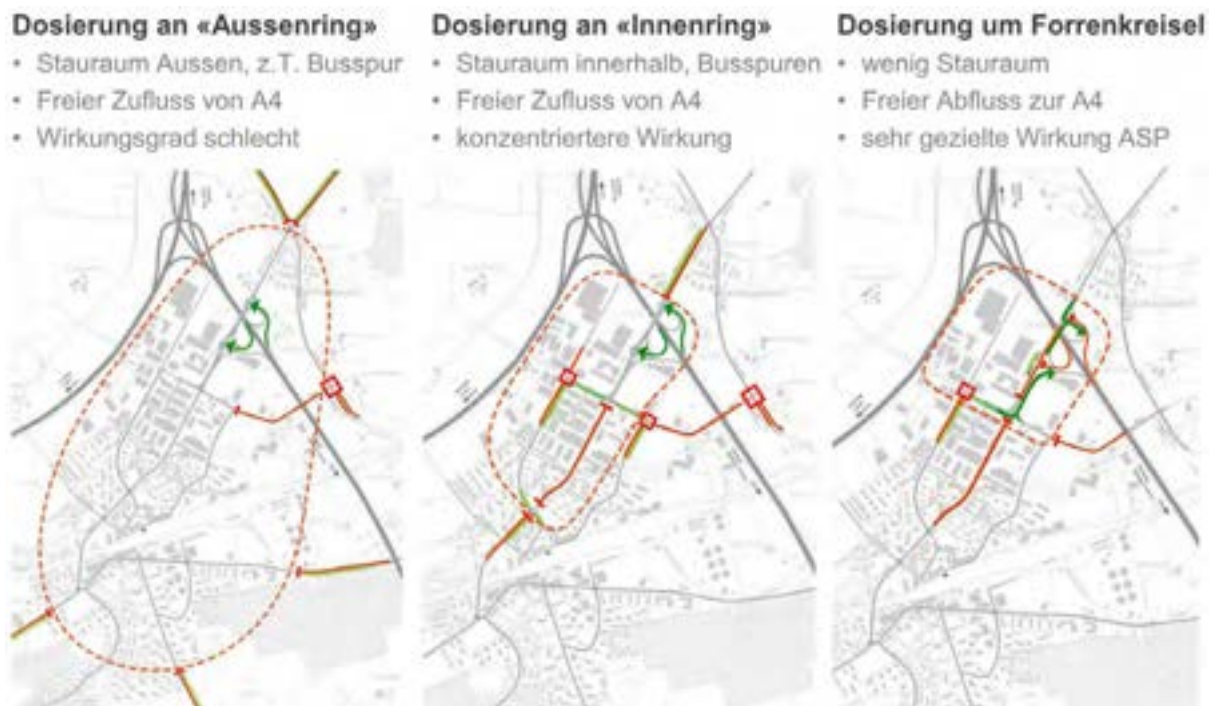 Dosierung an «Aussenring»
• Stauraum Aussen, z.T. Busspur
• Freier Zufluss von A4
• Wirkungsgrad schlecht
Dosierung an «Innenring»
• Stauraum innerhalb, Busspuren
• Freier Zufluss von A4
• konzentriertere Wirkung
Dosierung um Forrenkreisel
• wenig Stauraum
• Freier Abfluss zur A4
• sehr gezielte Wirkung ASP